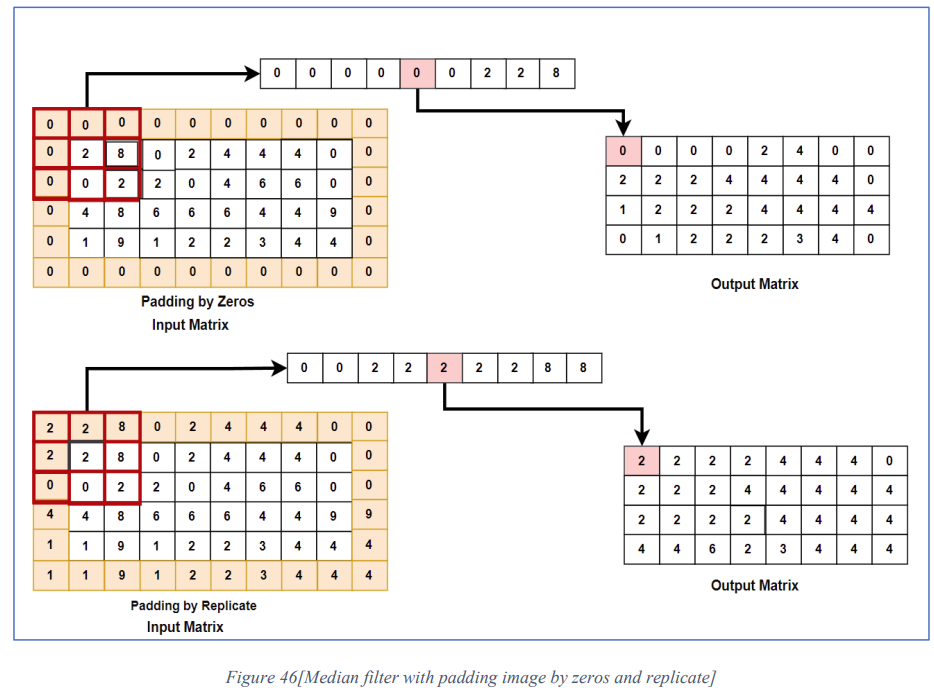 0 0 0 0 0 0 2 2 8
0 0 0 0 0 0 0 0 0 0
0 2 8 0 2 4 4 4 0 0
0 0 2 2 0 4 6 6 0 0
0 4 8 6 6 6 4 4 9 0
0 1 9 1 2 2 3 4 4 0
0 0 0 0 0 0 0 0 0 0
Padding by Zeros
Input Matrix
0 0 0 0 2 4 0 0
2 2 2 4 4 4 4 0
1 2 2 2 4 4 4 4
0 1 2 2 2 3 4 0
Output Matrix
0 0 2 2 2 2 2 8 8
2 2 8 0 2 4 4 4 0 0
2 2 8 0 2 4 4 4 0 0
0 0 2 2 0 4 6 6 0 0
4 4 8 6 6 6 4 4 9 9
1 1 9 1 2 2 3 4 4 4
1 1 9 1 2 2 3 4 4 4
Padding by Replicate
Input Matrix
2 2 2 2 4 4 4 0
2 2 2 4 4 4 4 4
2 2 2 2 4 4 4 4
4 4 6 2 3 4 4 4
Output Matrix
Figure 46[Median filter with padding image by zeros and replicate]